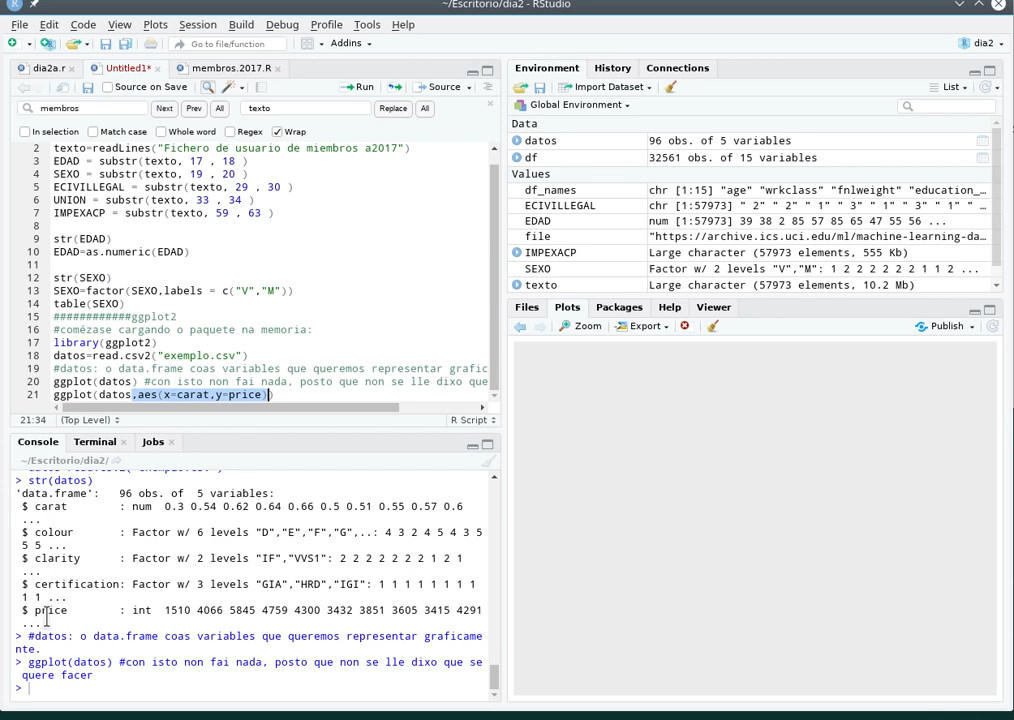 ~/Escritorio/dia2 - RStudio
File Edit Code View Plots Session Build Debug Profile Tools Help
Go to file/function Addins dia2
dia2a.r Untitled1* membros.2017.R
Source on Save Run Source
membros Next Prev All texto Replace All
In selection Match case Whole word Regex Wrap
2 texto=readLines("Fichero de usuario de miembros a2017")
3 EDAD = substr(texto, 17 , 18 )
4 SEXO = substr(texto, 19 , 20 )
5 ECIVILLEGAL = substr(texto, 29 , 30 )
6 UNION = substr(texto, 33 , 34 )
7 IMPEXACP = substr(texto, 59 , 63 )
8
9 str(EDAD)
10 EDAD=as.numeric(EDAD)
11
12 str(SEXO)
13 SEXO=factor(SEXO,labels = c("V","M"))
14 table(SEXO)
15 ############ggplot2
16 #comézase cargando o paquete na memoria:
17 library(ggplot2)
18 datos=read.csv2("exemplo.csv")
19 #datos: o data.frame coas variables que queremos representar grafic
20 ggplot(datos) #con isto non fai nada, posto que non se lle dixo que
21 ggplot(datos,aes(x=carat,y=price))
21:34 (Top Level) R Script
Console Terminal Jobs
~/Escritorio/dia2/
> str(datos)
'data.frame': 96 obs. of 5 variables:
$ carat : num 0.3 0.54 0.62 0.64 0.66 0.5 0.51 0.55 0.57 0.6
...
$ colour : Factor w/ 6 levels "D","E","F","G",..: 4 3 2 4 5 4 3 5
5 5 ...
$ clarity : Factor w/ 2 levels "IF","VVS1": 2 2 2 2 2 2 2 1 2 1
...
$ certification: Factor w/ 3 levels "GIA","HRD","IGI": 1 1 1 1 1 1 1 1
1 1 ...
$ price : int 1510 4066 5845 4759 4300 3432 3851 3605 3415 4291
...
> #datos: o data.frame coas variables que queremos representar graficame
nte.
> ggplot(datos) #con isto non fai nada, posto que non se lle dixo que se
quere facer
>
Environment History Connections
Import Dataset List
Global Environment
Data
datos 96 obs. of 5 variables
df 32561 obs. of 15 variables
Values
df_names chr [1:15] "age" "wrkclass" "fnlweight" "education_…
ECIVILLEGAL chr [1:57973] " 2" " 2" " 1" " 3" " 1" " 3" " 1" " …
EDAD num [1:57973] 39 38 2 85 57 85 65 47 55 56 ...
file "https://archive.ics.uci.edu/ml/machine-learning-da…
IMPEXACP Large character (57973 elements, 555 Kb)
SEXO Factor w/ 2 levels "V","M": 1 2 2 2 2 2 2 1 1 2 ...
texto Large character (57973 elements, 10.2 Mb)
Files Plots Packages Help Viewer
Zoom Export Publish